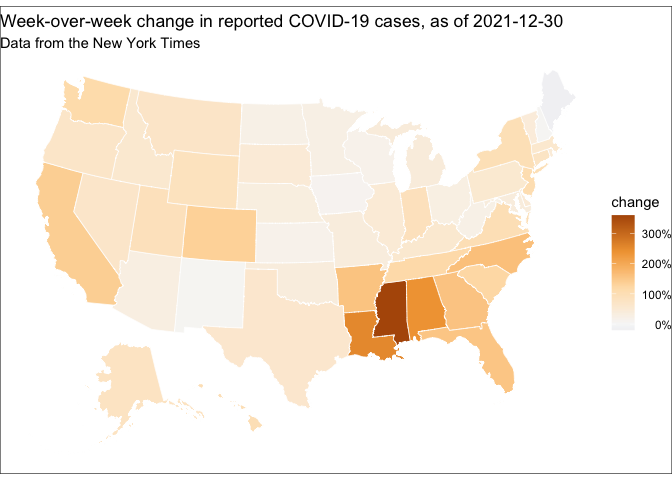 Week-over-week change in reported COVID-19 cases, as of 2021-12-30
Data from the New York Times
change
300%
200%
100%
0%